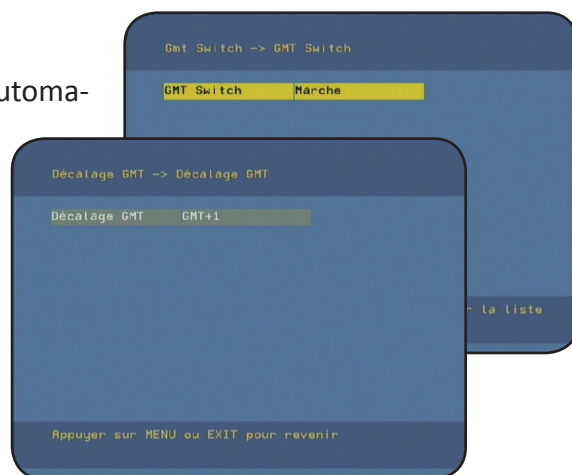 Gmt Switch -> GMT Switch
utoma-
GMT Switch Marche
Décalage GMT -> Décalage GMT
Décalage GMT GMT+1
la liste
Appuyer sur MENU ou EXIT pour revenir